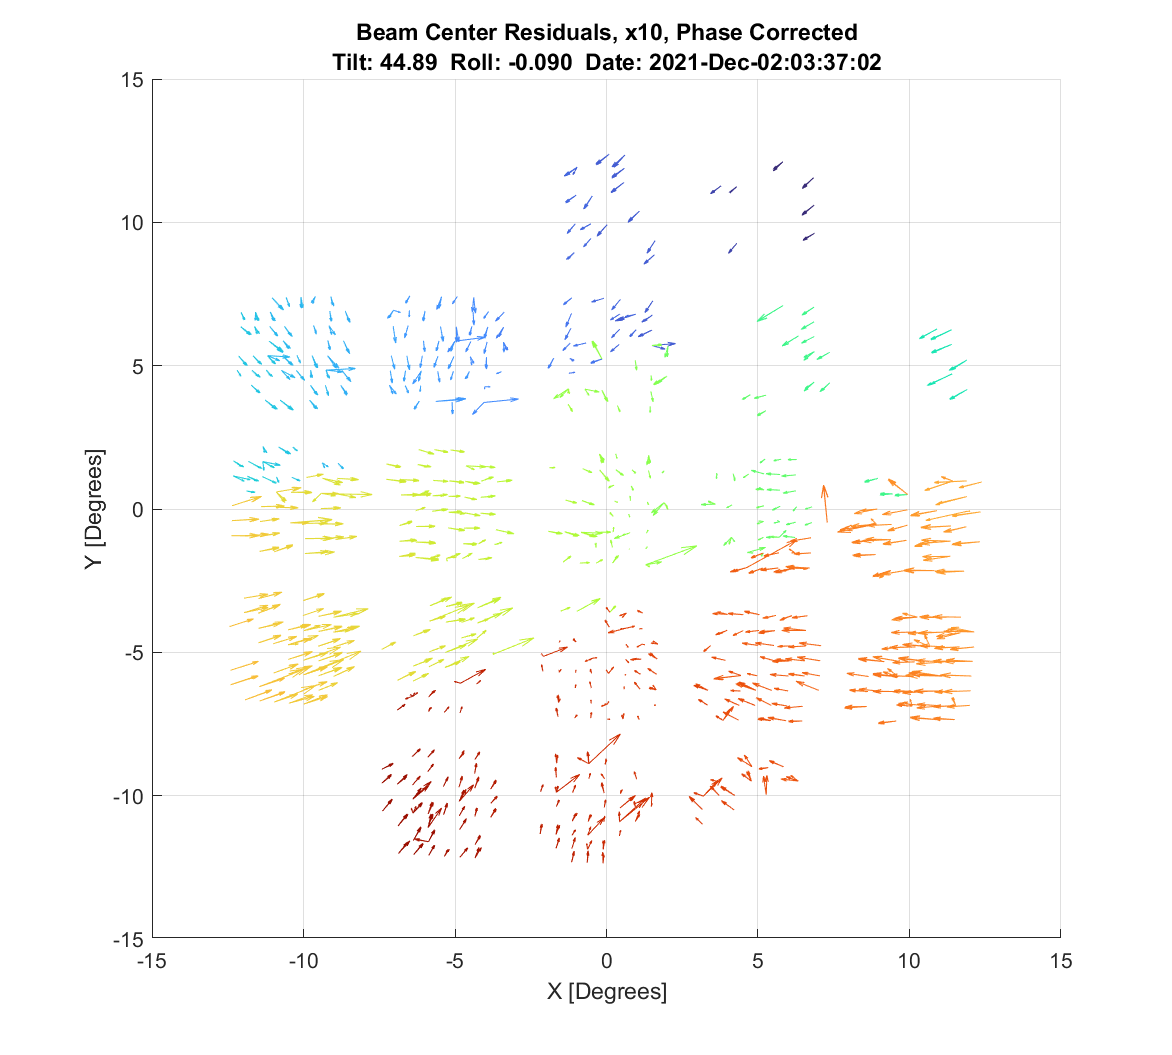 Beam Center Residuals, x10, Phase Corrected
Tilt: 44.89 Roll: -0.090 Date: 2021-Dec-02:03:37:02
15
10
5
0
-5
-10
-15
Y [Degrees]
-15 -10 -5 0 5 10 15
X [Degrees]